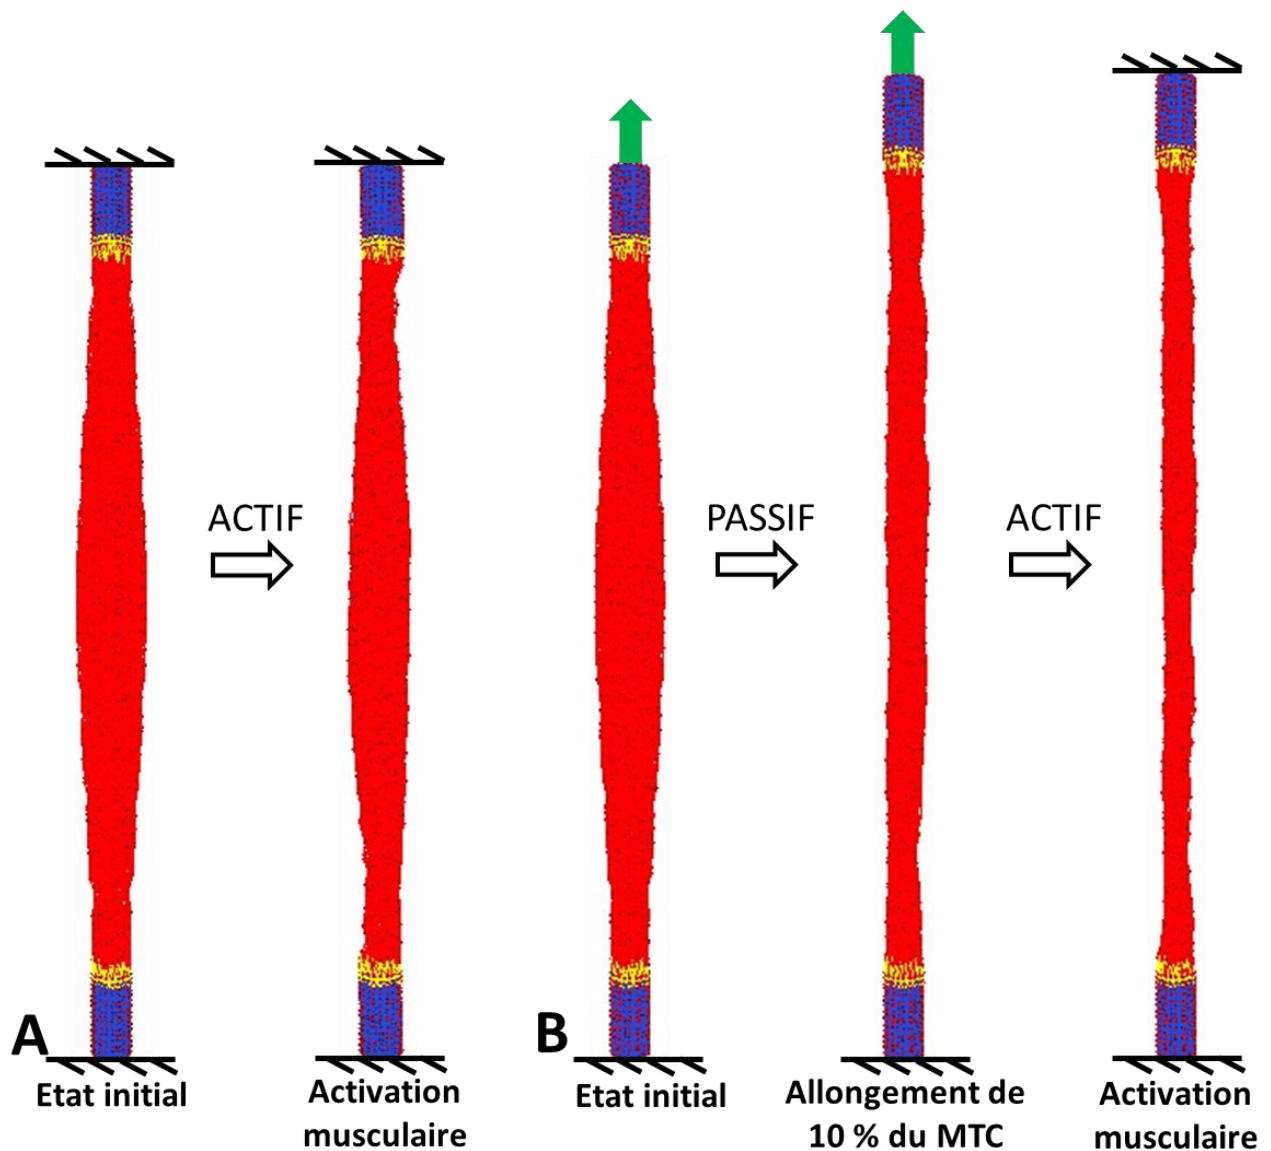 ACTIF
PASSIF
ACTIF
A
B
Etat initial
Activation
musculaire
Etat initial
Allongement de
10 % du MTC
Activation
musculaire